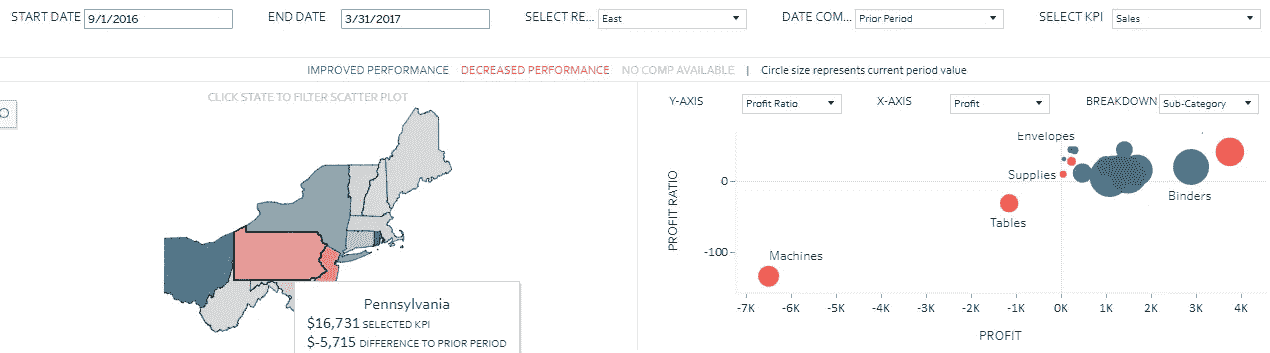 START DATE 9/1/2016 END DATE 3/31/2017 SELECT RE... East DATE COM... Prior Period SELECT KPI Sales
IMPROVED PERFORMANCE DECREASED PERFORMANCE NO COMP AVAILABLE | Circle size represents current period value
CLICK STATE TO FILTER SCATTER PLOT
Pennsylvania
$16,731 SELECTED KPI
$-5,715 DIFFERENCE TO PRIOR PERIOD
Y-AXIS Profit Ratio X-AXIS Profit BREAKDOWN Sub-Category
Envelopes
Supplies
Binders
Tables
Machines
PROFIT RATIO
0
-100
-7K -6K -5K -4K -3K -2K -1K 0K 1K 2K 3K 4K
PROFIT